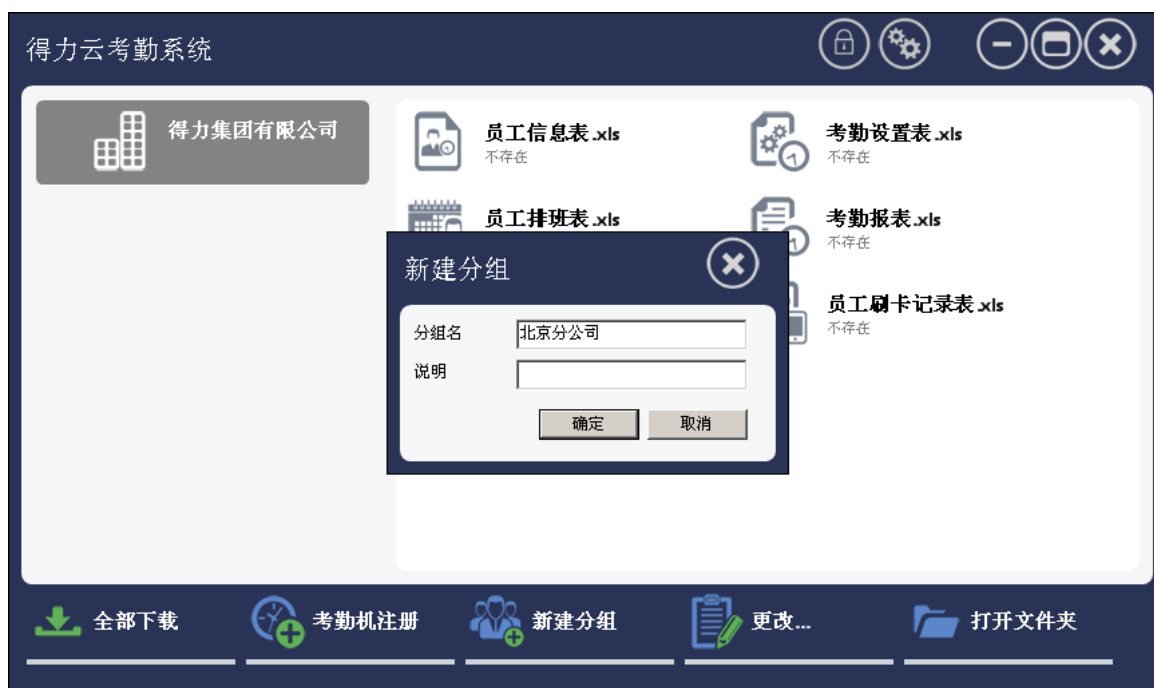 得力云考勤系统
得力集团有限公司
员工信息表.xls
不存在
考勤设置表.xls
不存在
员工排班表.xls
考勤报表.xls
不存在
员工刷卡记录表.xls
不存在
新建分组
分组名
北京分公司
说明
确定
取消
全部下载
考勤机注册
新建分组
更改...
打开文件夹